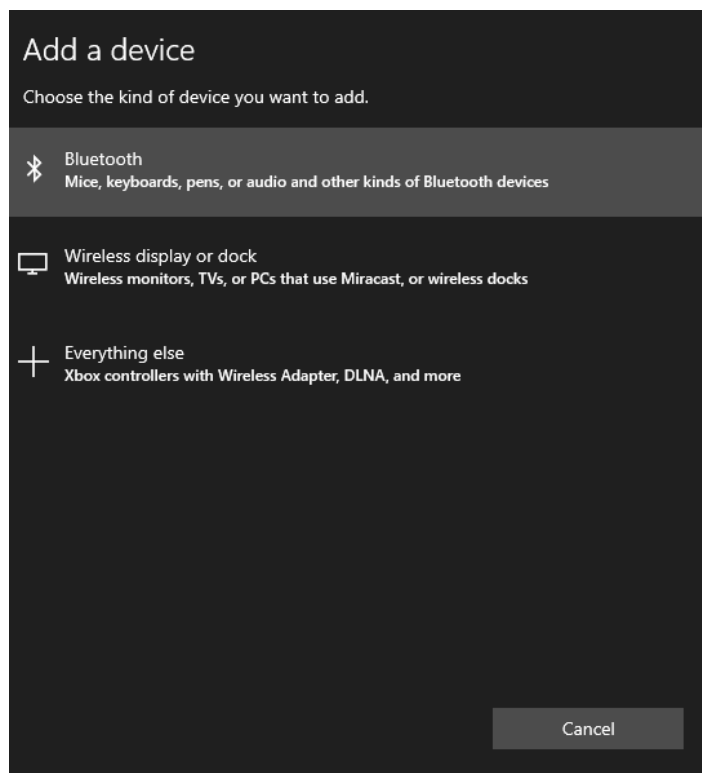 Add a device
Choose the kind of device you want to add.
Bluetooth
Mice, keyboards, pens, or audio and other kinds of Bluetooth devices
Wireless display or dock
Wireless monitors, TVs, or PCs that use Miracast, or wireless docks
Everything else
Xbox controllers with Wireless Adapter, DLNA, and more
Cancel